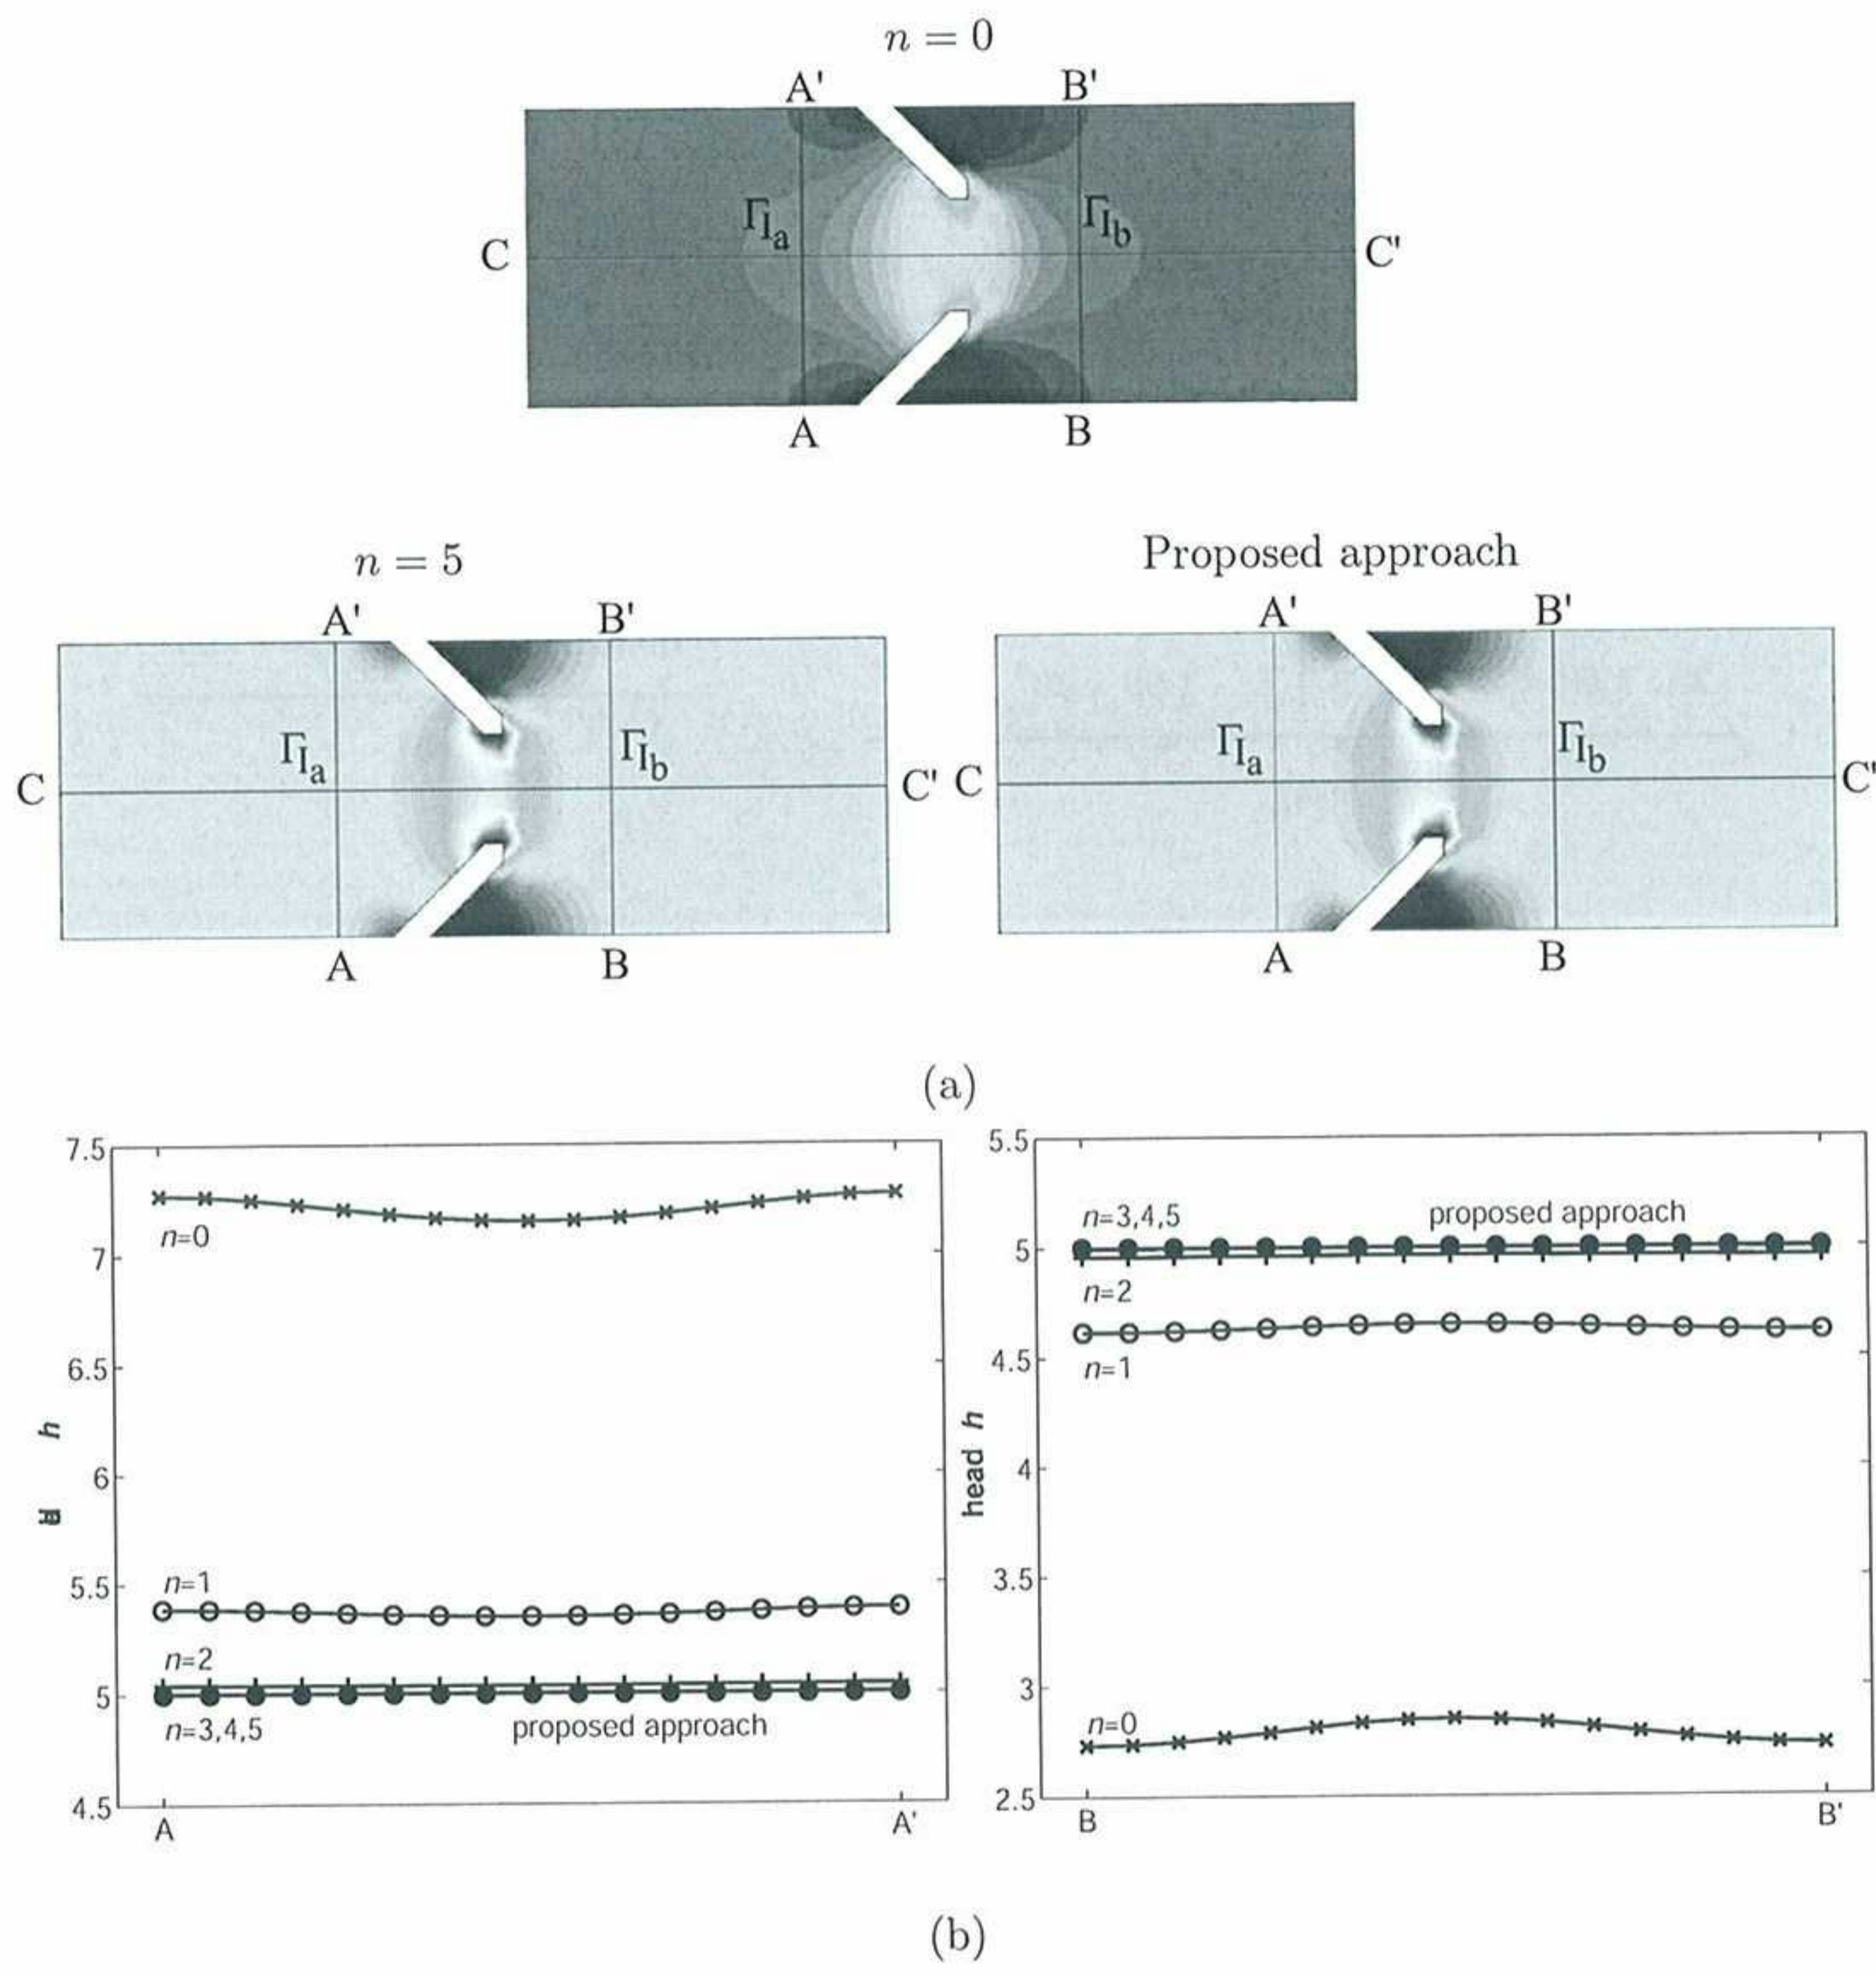 n = 0
A' B'
Γ_{I_a} Γ_{I_b}
C C'
A B
n = 5
A' B'
Γ_{I_a} Γ_{I_b}
C C'
A B
Proposed approach
A' B'
Γ_{I_a} Γ_{I_b}
C C'
A B
(a)
7.5
7
6.5
6
5.5
5
4.5
h
n=0
n=1
n=2
n=3,4,5 proposed approach
A A'
5.5
5
4.5
4
3.5
3
2.5
head h
n=3,4,5 proposed approach
n=2
n=1
n=0
B B'
(b)